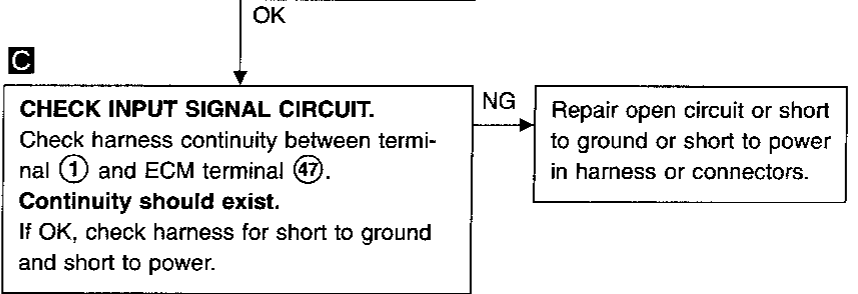 OK
C
CHECK INPUT SIGNAL CIRCUIT.
Check harness continuity between termi-
nal ① and ECM terminal ㊼.
Continuity should exist.
If OK, check harness for short to ground
and short to power.
NG
Repair open circuit or short
to ground or short to power
in harness or connectors.